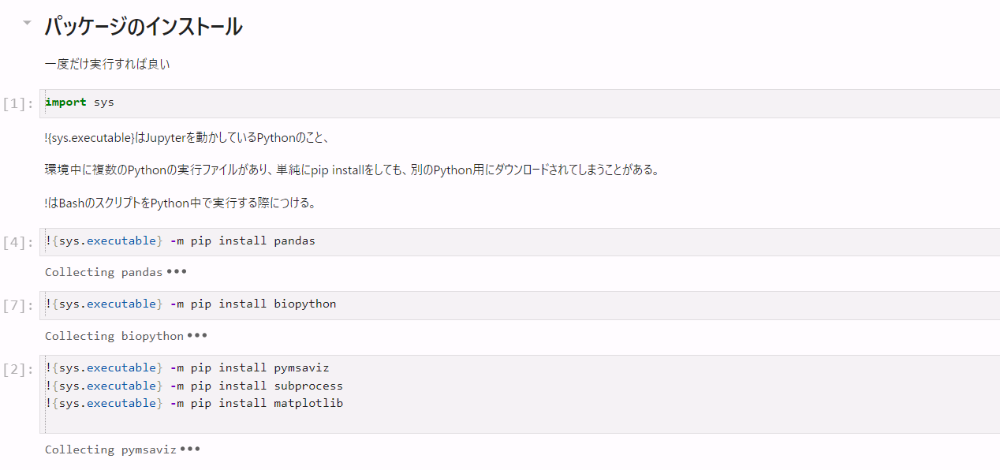 パッケージのインストール
一度だけ実行すれば良い
[1]: import sys
!{sys.executable}はJupyterを動かしているPythonのこと、
環境中に複数のPythonの実行ファイルがあり、単純にpip installをしても、別のPython用にダウンロードされてしまうことがある。
!はBashのスクリプトをPython中で実行する際につける。
[4]: !{sys.executable} -m pip install pandas
Collecting pandas •••
[7]: !{sys.executable} -m pip install biopython
Collecting biopython •••
[2]: !{sys.executable} -m pip install pymsaviz
!{sys.executable} -m pip install subprocess
!{sys.executable} -m pip install matplotlib
Collecting pymsaviz •••